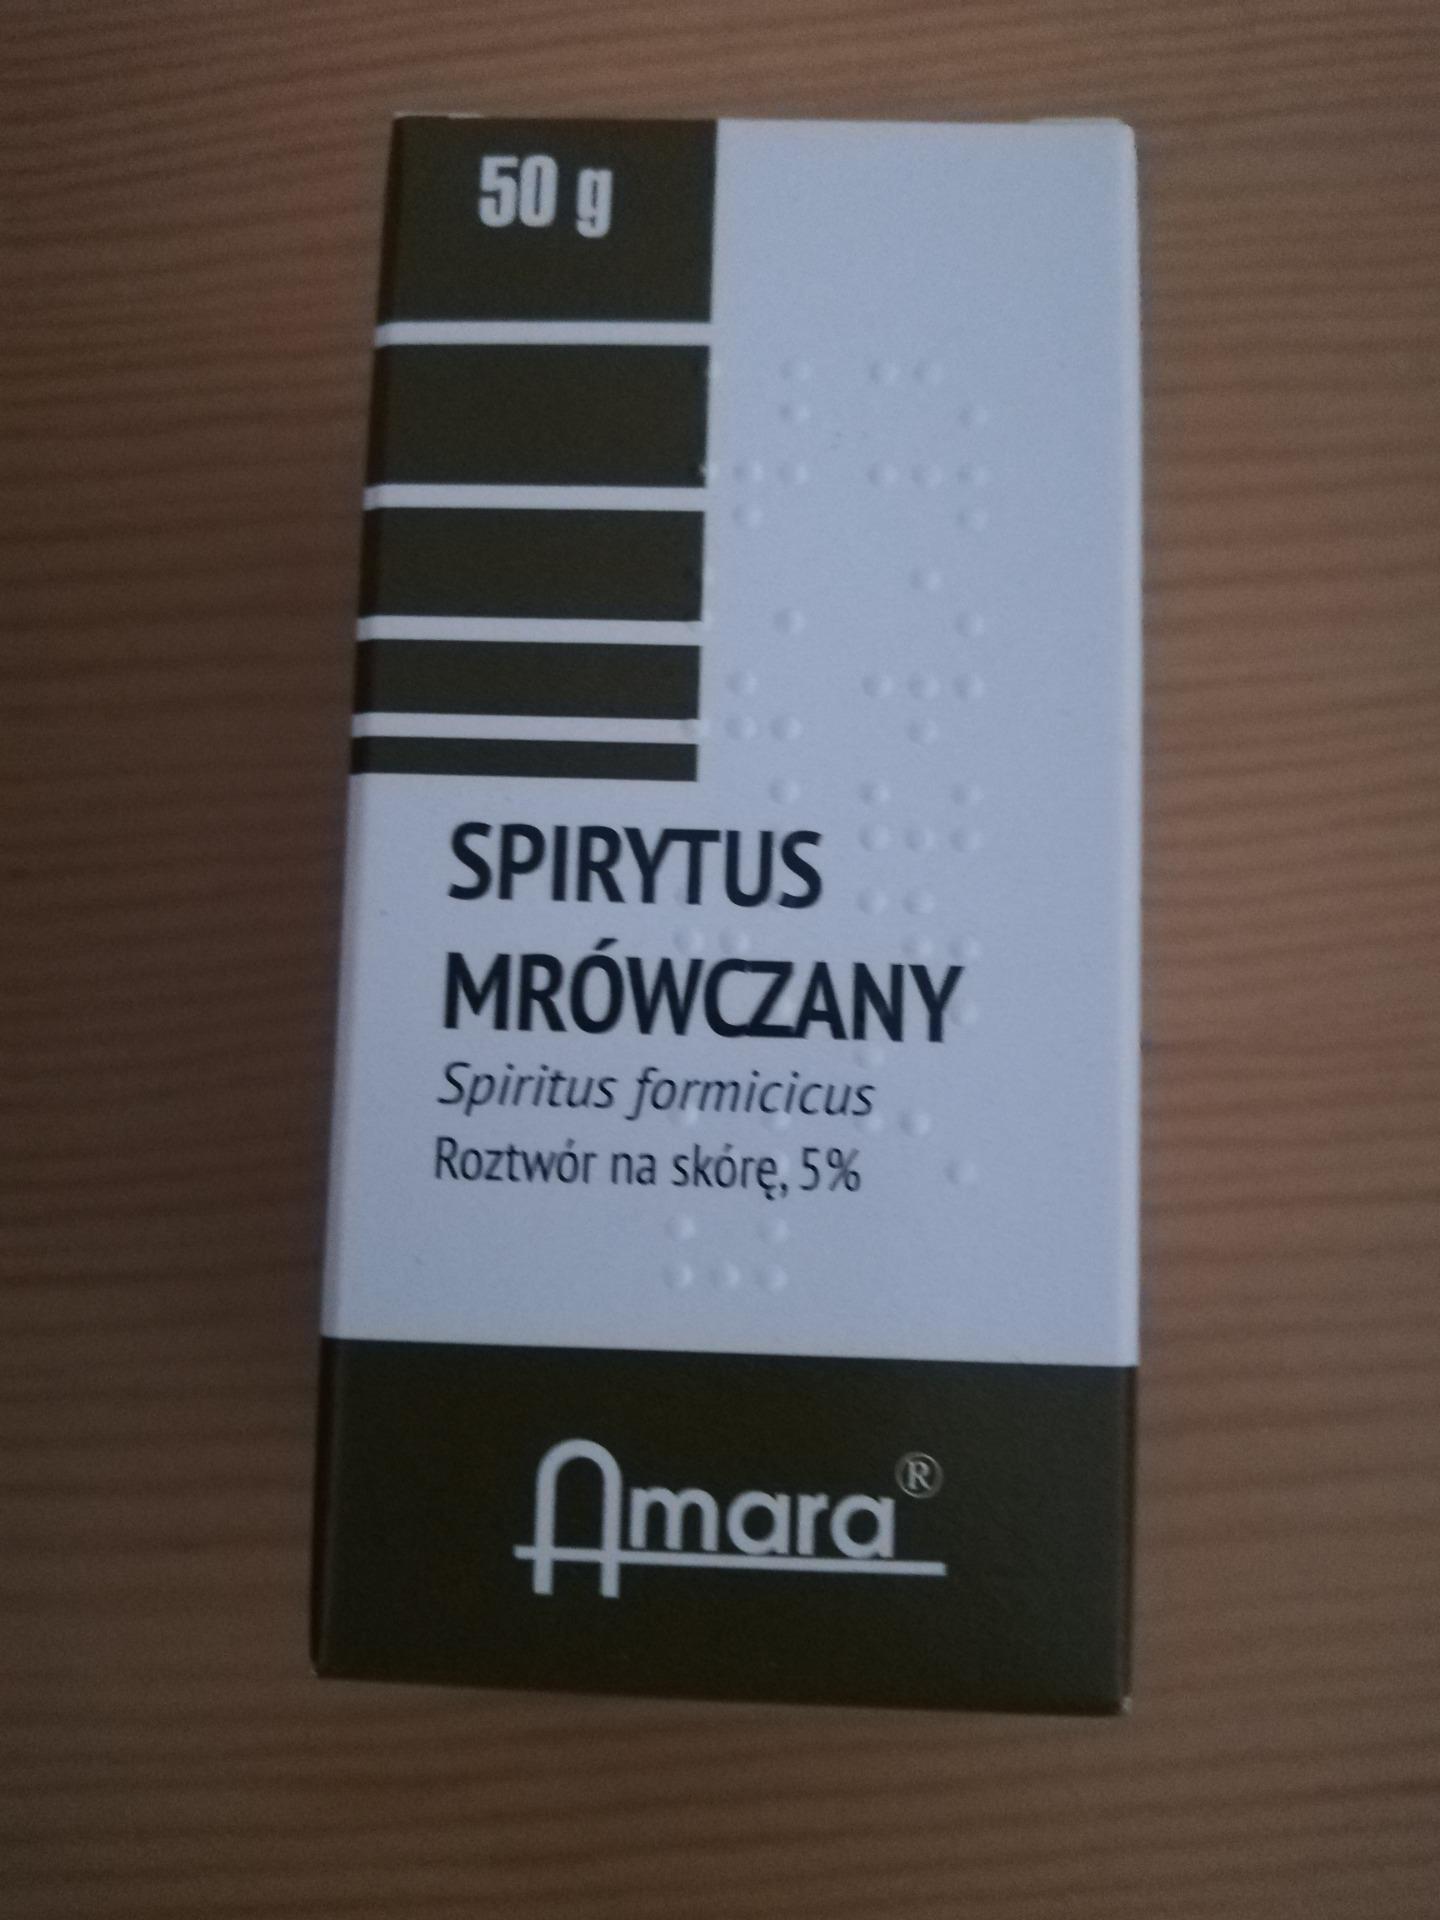 50 g
SPIRYTUS
MRÓWCZANY
Spiritus formicicus
Roztwór na skórę, 5%
Amara®